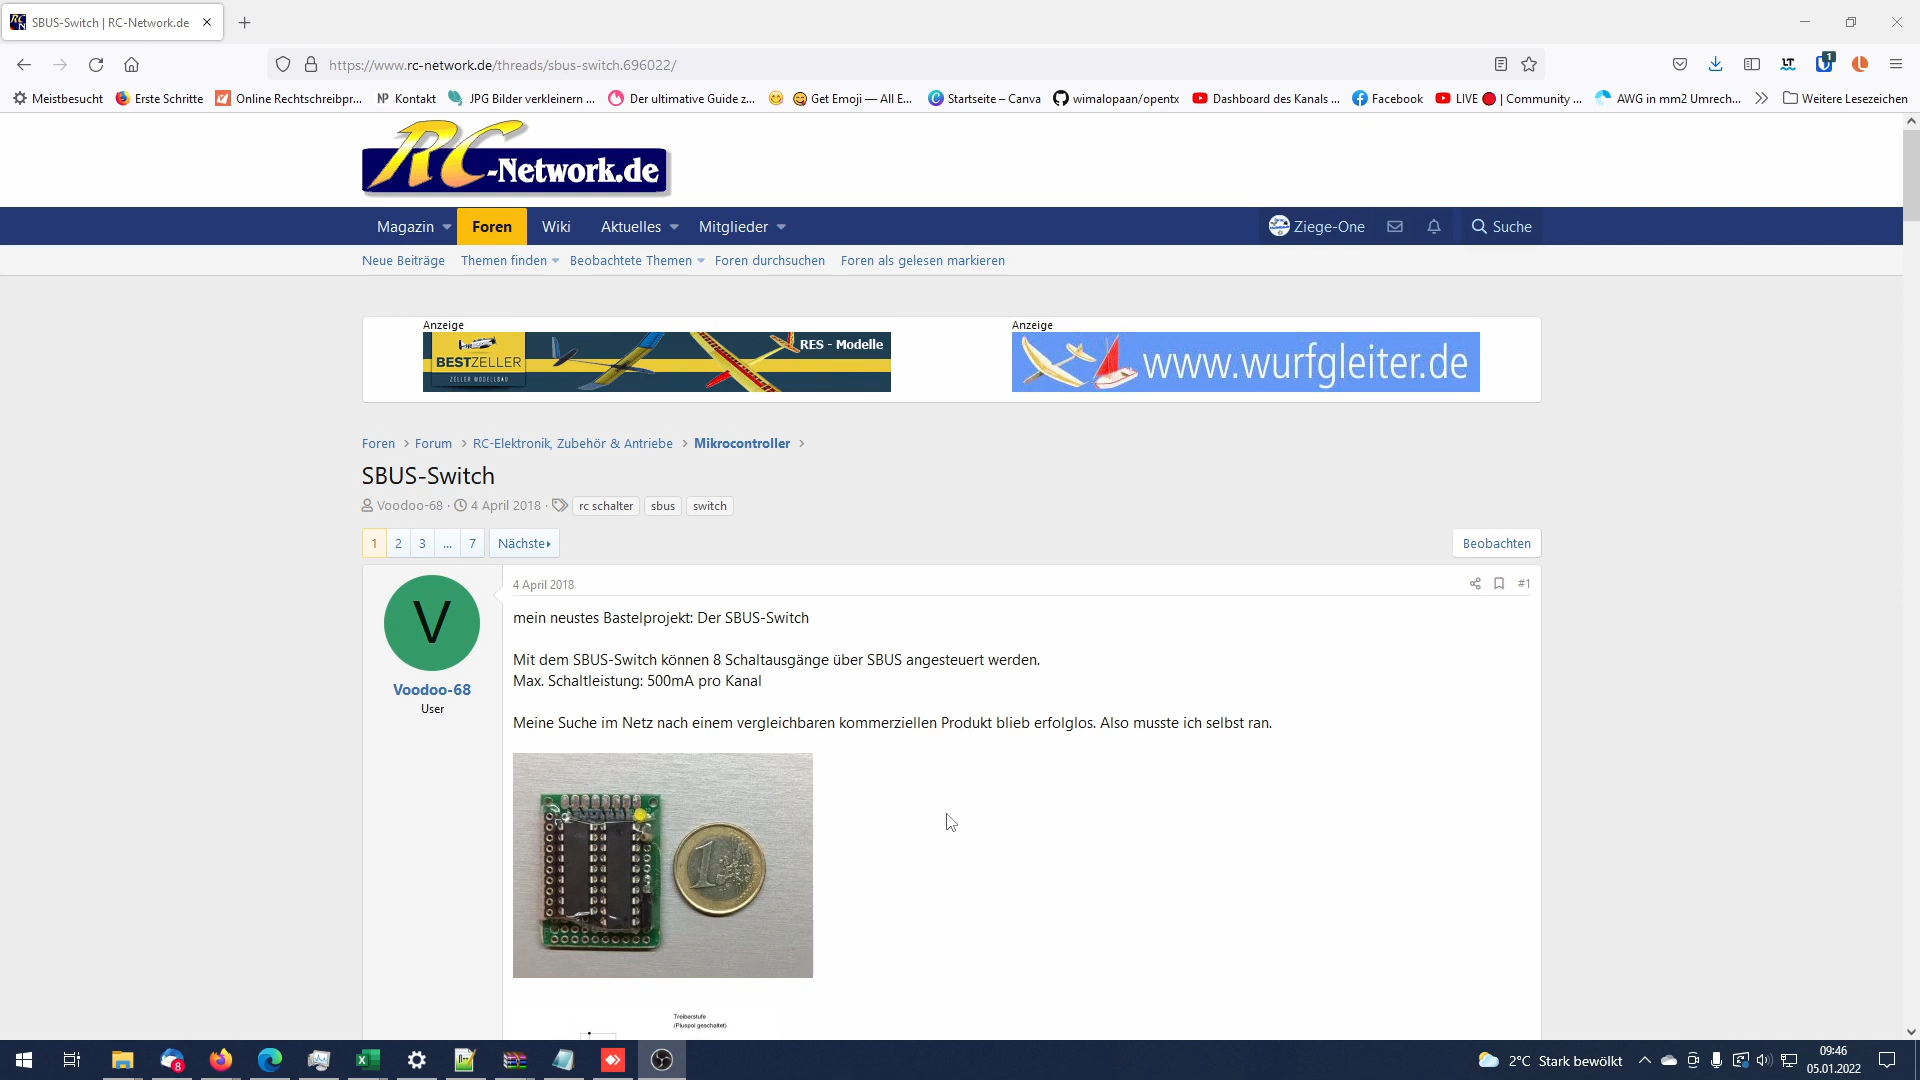 SBUS-Switch | RC-Network.de
https://www.rc-network.de/threads/sbus-switch.696022/
Meistbesucht Erste Schritte Online Rechtschreibpr... Kontakt JPG Bilder verkleinern ... Der ultimative Guide z... Get Emoji — All E... Startseite – Canva wimalopaan/opentx Dashboard des Kanals ... Facebook LIVE | Community ... AWG in mm2 Umrech... Weitere Lesezeichen
RC-Network.de
Magazin Foren Wiki Aktuelles Mitglieder Ziege-One Suche
Neue Beiträge Themen finden Beobachtete Themen Foren durchsuchen Foren als gelesen markieren
Anzeige Anzeige
BESTZELLER
ZELLER MODELLBAU
RES - Modelle
www.wurfgleiter.de
Foren > Forum > RC-Elektronik, Zubehör & Antriebe > Mikrocontroller >
SBUS-Switch
Voodoo-68 · 4 April 2018 · rc schalter sbus switch
1 2 3 ... 7 Nächste Beobachten
V
Voodoo-68
User
4 April 2018 #1
mein neustes Bastelprojekt: Der SBUS-Switch
Mit dem SBUS-Switch können 8 Schaltausgänge über SBUS angesteuert werden.
Max. Schaltleistung: 500mA pro Kanal
Meine Suche im Netz nach einem vergleichbaren kommerziellen Produkt blieb erfolglos. Also musste ich selbst ran.
Treiberstufe
(Pluspol geschaltet)
8
2°C Stark bewölkt
09:46
05.01.2022